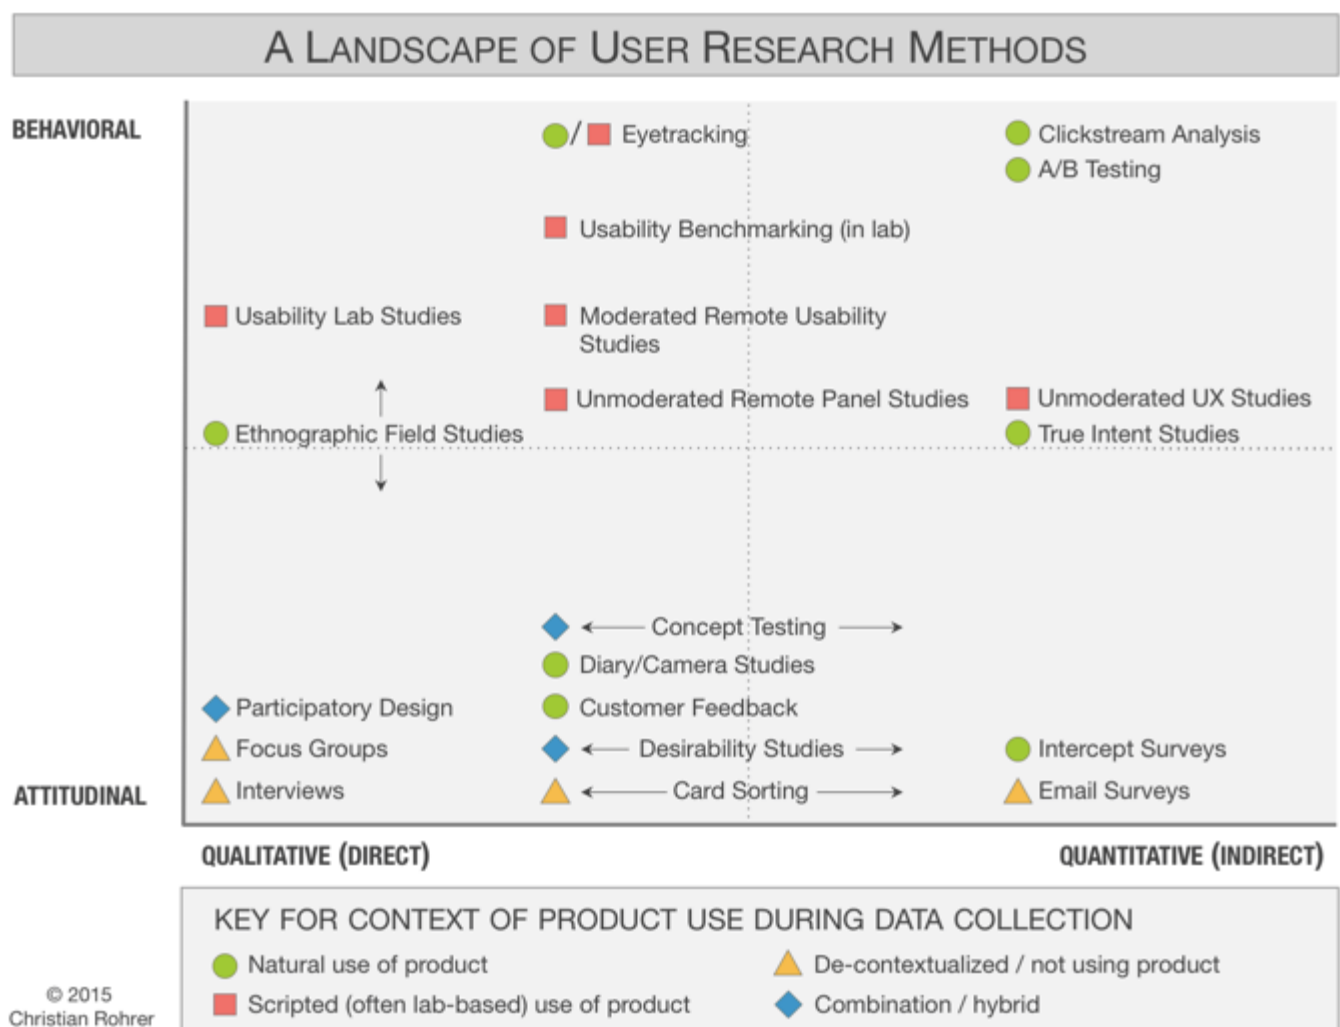 A LANDSCAPE OF USER RESEARCH METHODS
BEHAVIORAL
/ Eyetracking
Clickstream Analysis
A/B Testing
Usability Benchmarking (in lab)
Usability Lab Studies
Moderated Remote Usability
Studies
Unmoderated Remote Panel Studies
Unmoderated UX Studies
Ethnographic Field Studies
True Intent Studies
Concept Testing
Diary/Camera Studies
Participatory Design
Customer Feedback
Focus Groups
Desirability Studies
Intercept Surveys
ATTITUDINAL
Interviews
Card Sorting
Email Surveys
QUALITATIVE (DIRECT)
QUANTITATIVE (INDIRECT)
KEY FOR CONTEXT OF PRODUCT USE DURING DATA COLLECTION
Natural use of product
De-contextualized / not using product
Scripted (often lab-based) use of product
Combination / hybrid
© 2015
Christian Rohrer